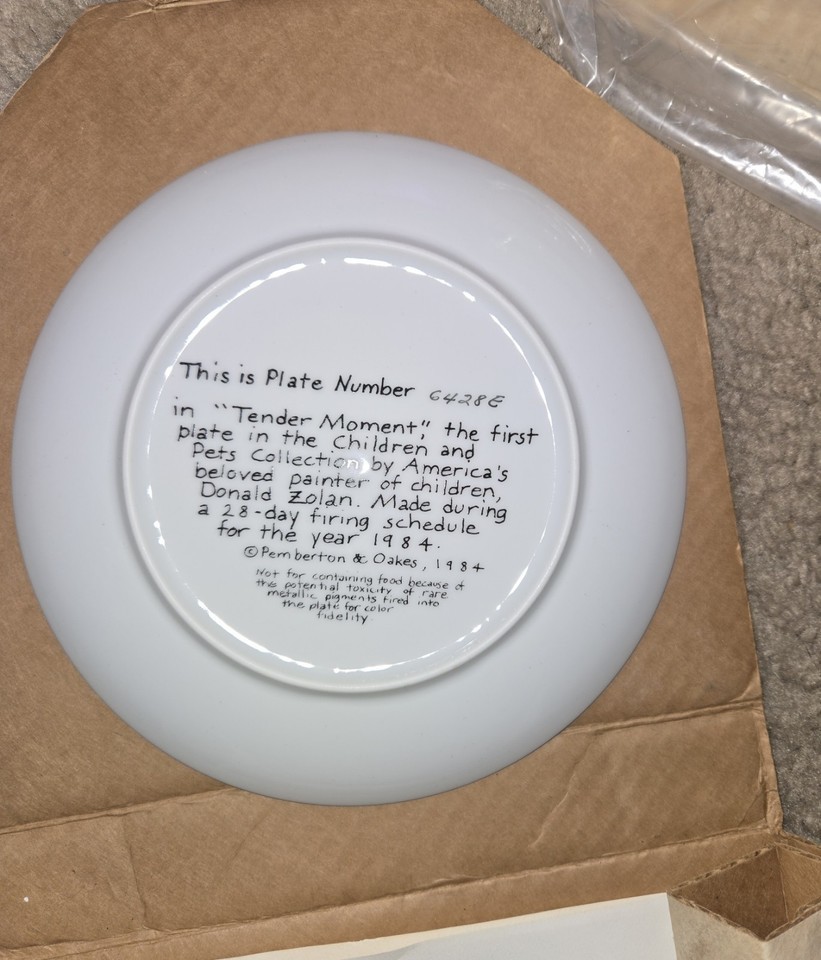 This is Plate Number 6428E
in "Tender Moment," the first
plate in the Children and
Pets Collection by America's
beloved painter of children,
Donald Zolan. Made during
a 28-day firing schedule
for the year 1984.
©Pemberton & Oakes, 1984
Not for containing food because of
the potential toxicity of rare
metallic pigments fired into
the plate for color
fidelity.